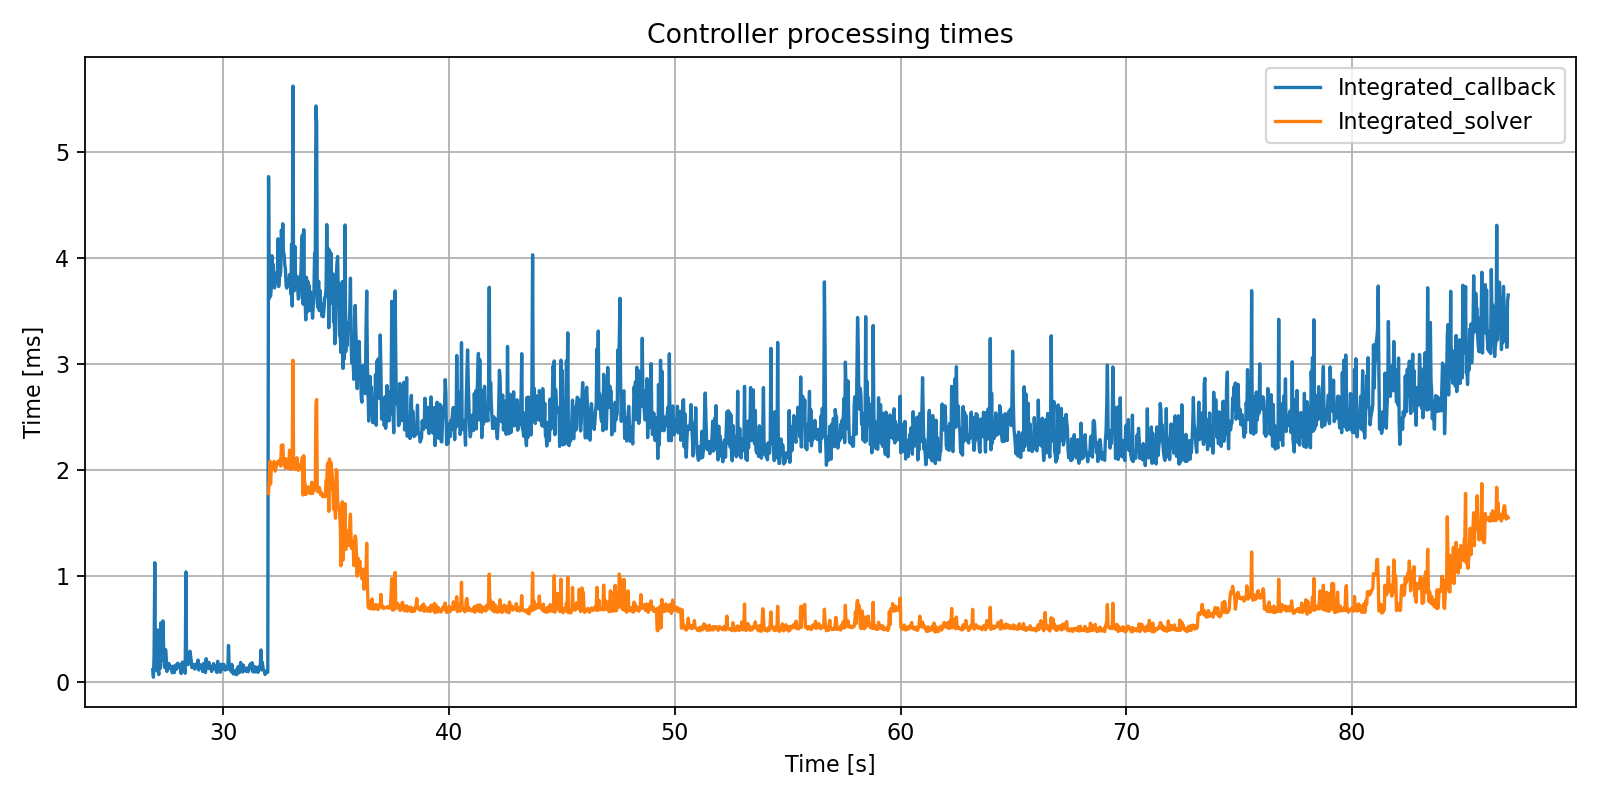 Controller processing times
Integrated_callback
Integrated_solver
Time [ms]
5
4
3
2
1
0
30 40 50 60 70 80
Time [s]